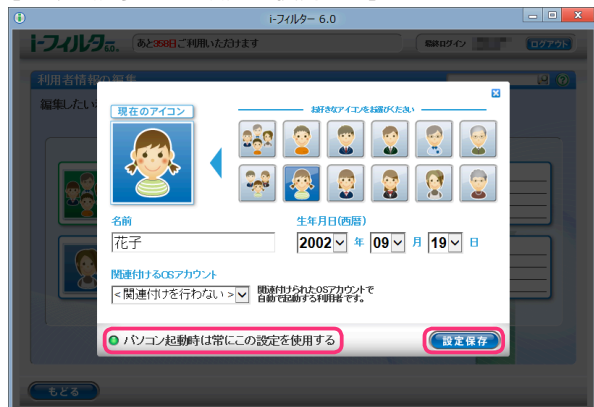 i-フィルター 6.0
i-フィルター 6.0
あと358日ご利用いただけます
最終ログイン
ログアウト
利用者情報の編集
編集したい
現在のアイコン
お好きなアイコンをお選びください
名前
花子
生年月日(西暦)
2002 年 09 月 19 日
関連付けるOSアカウント
<関連付けを行わない>
関連付けられたOSアカウントで
自動で起動する利用者です。
パソコン起動時は常にこの設定を使用する
設定保存
もどる